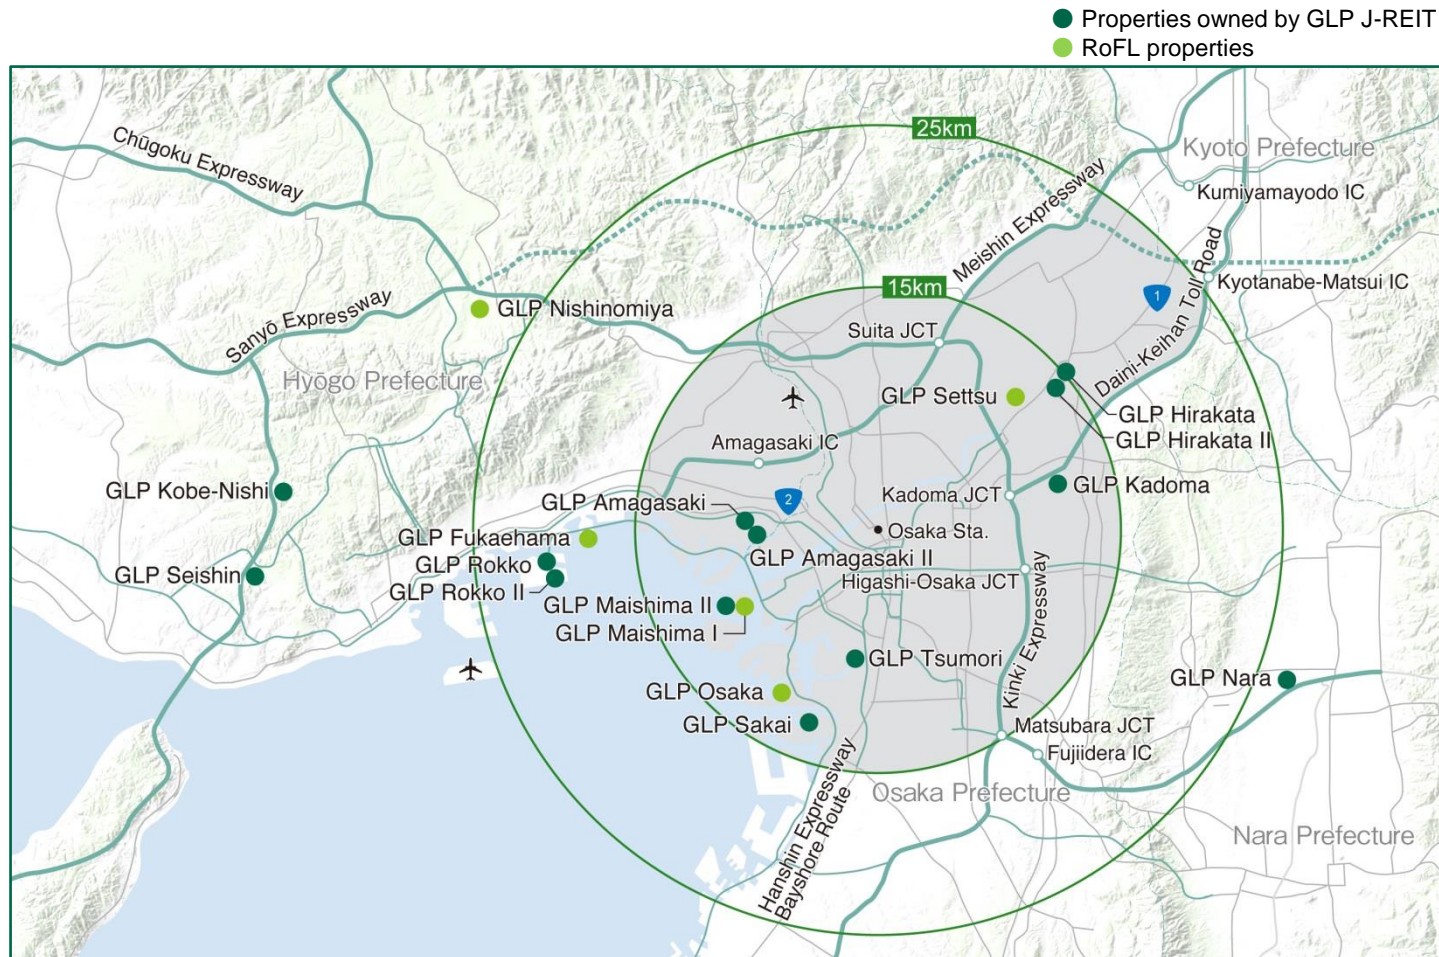 Properties owned by GLP J-REIT
RoFL properties
25km
Chūgoku Expressway
Kyoto Prefecture
Meishin Expressway
Kumiyamayodo IC
15km
Kyotanabe-Matsui IC
1
Daini-Keihan Toll Road
GLP Nishinomiya
Sanyō Expressway
Suita JCT
Hyōgo Prefecture
GLP Settsu
GLP Hirakata
GLP Hirakata II
Amagasaki IC
GLP Kobe-Nishi
GLP Kadoma
Kadoma JCT
2
GLP Amagasaki
Osaka Sta.
GLP Fukaehama
GLP Amagasaki II
GLP Rokko
GLP Seishin
Higashi-Osaka JCT
GLP Rokko II
GLP Maishima II
GLP Maishima I
Kinki Expressway
GLP Tsumori
GLP Nara
GLP Osaka
GLP Sakai
Matsubara JCT
Fujiidera IC
Osaka Prefecture
Hanshin Expressway
Bayshore Route
Nara Prefecture